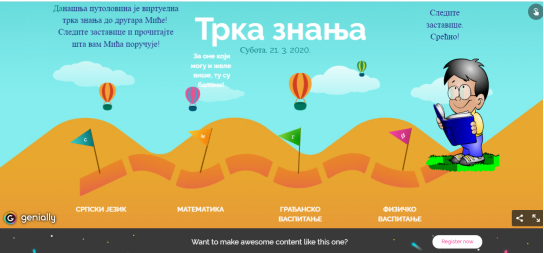 Данашња путоловина је виртуелна
трка знања до другара Миће!
Следите заставице и прочитајте
шта вам Мића поручује!
Трка знања
Субота, 21. 3. 2020.
За оне који
могу и желе
више, ту су
балони!
Следите
заставице.
Срећно!
с
м
г
ф
СРПСКИ ЈЕЗИК
МАТЕМАТИКА
ГРАЂАНСКО
ВАСПИТАЊЕ
ФИЗИЧКО
ВАСПИТАЊЕ
genially
Want to make awesome content like this one?
Register now